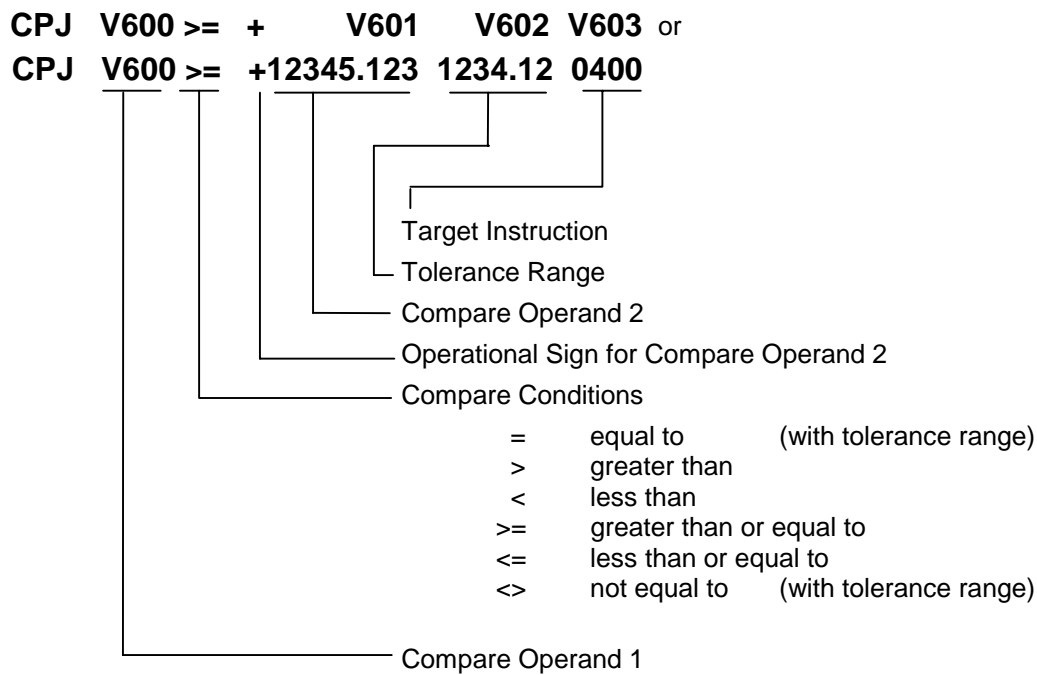 CPJ V600 >= + V601 V602 V603 or
CPJ V600 >= +12345.123 1234.12 0400
Target Instruction
Tolerance Range
Compare Operand 2
Operational Sign for Compare Operand 2
Compare Conditions
= equal to (with tolerance range)
> greater than
< less than
>= greater than or equal to
<= less than or equal to
<> not equal to (with tolerance range)
Compare Operand 1